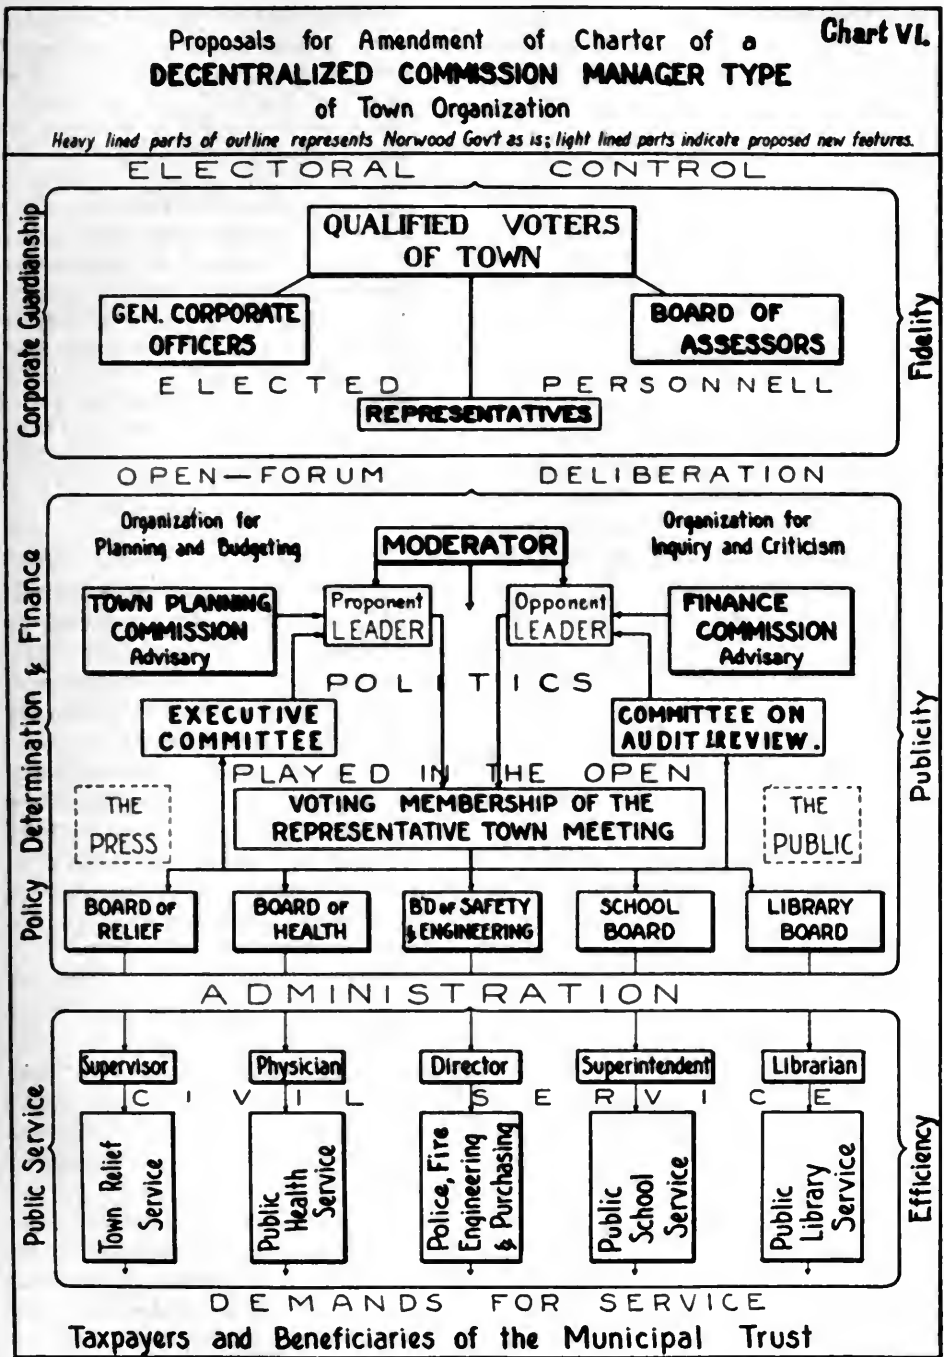 Chart VI.
Proposals for Amendment of Charter of a
DECENTRALIZED COMMISSION MANAGER TYPE
of Town Organization
Heavy lined parts of outline represents Norwood Gov't as is; light lined parts indicate proposed new features.
ELECTORAL CONTROL
Corporate Guardianship
QUALIFIED VOTERS
OF TOWN
GEN. CORPORATE
OFFICERS
BOARD OF
ASSESSORS
Fidelity
ELECTED PERSONNELL
REPRESENTATIVES
OPEN—FORUM DELIBERATION
Policy Determination & Finance
Organization for
Planning and Budgeting
MODERATOR
Organization for
Inquiry and Criticism
TOWN PLANNING
COMMISSION
Advisary
Proponent
LEADER
Opponent
LEADER
FINANCE
COMMISSION
Advisary
POLITICS
EXECUTIVE
COMMITTEE
COMMITTEE ON
AUDIT & REVIEW.
Publicity
PLAYED IN THE OPEN
THE
PRESS
VOTING MEMBERSHIP OF THE
REPRESENTATIVE TOWN MEETING
THE
PUBLIC
BOARD OF
RELIEF
BOARD OF
HEALTH
B'D OF SAFETY
& ENGINEERING
SCHOOL
BOARD
LIBRARY
BOARD
ADMINISTRATION
Public Service
Supervisor
Physician
Director
Superintendent
Librarian
CIVIL SERVICE
Town Relief
Service
Public
Health
Service
Police, Fire
Engineering
& Purchasing
Public
School
Service
Public
Library
Service
Efficiency
DEMANDS FOR SERVICE
Taxpayers and Beneficiaries of the Municipal Trust